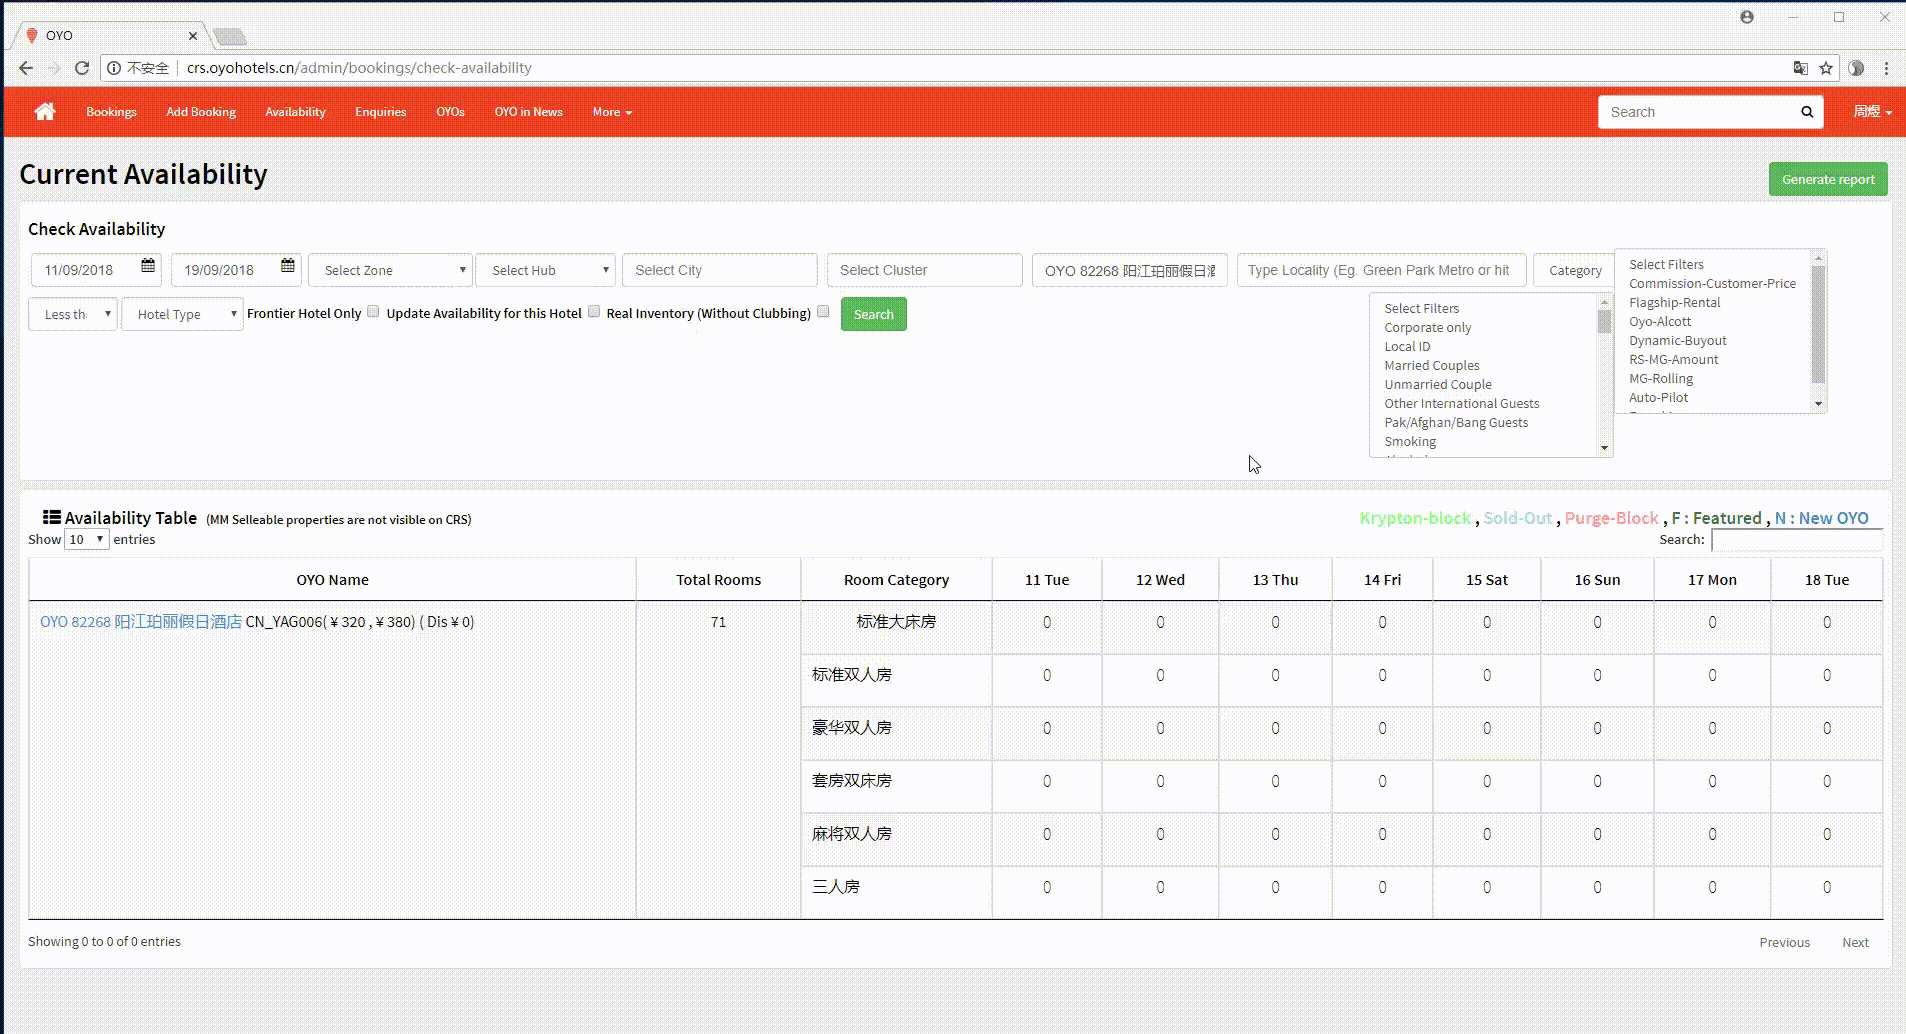 OYO
不安全 crs.oyohotels.cn/admin/bookings/check-availability
Bookings Add Booking Availability Enquiries OYOs OYO in News More Search 周煜
Current Availability
Generate report
Check Availability
11/09/2018 19/09/2018 Select Zone Select Hub Select City Select Cluster OYO 82268 阳江珀丽假日酒 Type Locality (Eg. Green Park Metro or hit Category
Select Filters
Commission-Customer-Price
Flagship-Rental
Oyo-Alcott
Dynamic-Buyout
RS-MG-Amount
MG-Rolling
Auto-Pilot
Less th Hotel Type Frontier Hotel Only Update Availability for this Hotel Real Inventory (Without Clubbing) Search
Select Filters
Corporate only
Local ID
Married Couples
Unmarried Couple
Other International Guests
Pak/Afghan/Bang Guests
Smoking
Availability Table (MM Selleable properties are not visible on CRS)
Krypton-block , Sold-Out , Purge-Block , F : Featured , N : New OYO
Show 10 entries
Search:
OYO Name Total Rooms Room Category 11 Tue 12 Wed 13 Thu 14 Fri 15 Sat 16 Sun 17 Mon 18 Tue
OYO 82268 阳江珀丽假日酒店 CN_YAG006( ¥ 320 , ¥ 380) ( Dis ¥ 0) 71 标准大床房 0 0 0 0 0 0 0 0
标准双人房 0 0 0 0 0 0 0 0
豪华双人房 0 0 0 0 0 0 0 0
套房双床房 0 0 0 0 0 0 0 0
麻将双人房 0 0 0 0 0 0 0 0
三人房 0 0 0 0 0 0 0 0
Showing 0 to 0 of 0 entries
Previous Next